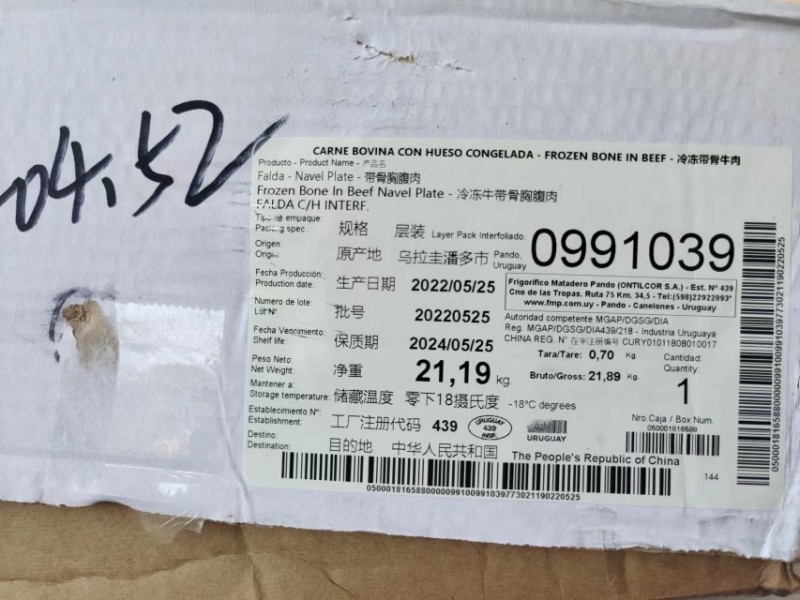 04.52
CARNE BOVINA CON HUESO CONGELADA - FROZEN BONE IN BEEF - 冷冻带骨牛肉
Producto - Product Name - 产品名
Falda - Navel Plate - 带骨胸腹肉
Frozen Bone In Beef Navel Plate - 冷冻牛带骨胸腹肉
FALDA C/H INTERF.
Tipo de empaque:
Packing spec. 规格 层装 Layer Pack Interfoliado.
0991039
Origen:
Origin: 原产地 乌拉圭潘多市 Pando, Uruguay
Fecha Producción:
Production date: 生产日期 2022/05/25
Frigorífico Matadero Pando (ONTILCOR S.A.) - Est. Nº 439
Cno de las Tropas. Ruta 75 Km. 34,5 - Tel:(598)22922093*
www.fmp.com.uy - Pando - Canelones - Uruguay
Numero de lote:
Lot Nº 批号 20220525
Autoridad competente MGAP/DGSG/DIA
Reg. MGAP/DGSG/DIA439/218 - Industria Uruguaya
CHINA REG. Nº 在华注册编号 CURY01011808010017
Fecha Venvimiento:
Shelf life: 保质期 2024/05/25
Tara/Tare: 0,70 Kg.
Peso Neto:
Net Weight: 净重 21,19 kg.
Bruto/Gross: 21,89 Kg.
Cantidad:
Quantity:
1
Mantener a:
Storage temperature: 储藏温度 零下18摄氏度 -18°C degrees
Establecimiento Nº:
Establishment: 工厂注册代码 439
URUGUAY
439
INSP.
URUGUAY
Nro.Caja / Box Num.
0500018165880
Destino:
Destination: 目的地 中华人民共和国 The People's Republic of China
144
05000181658800000991009910397730211902​20525
05000181658800000991009910397730211902​20525